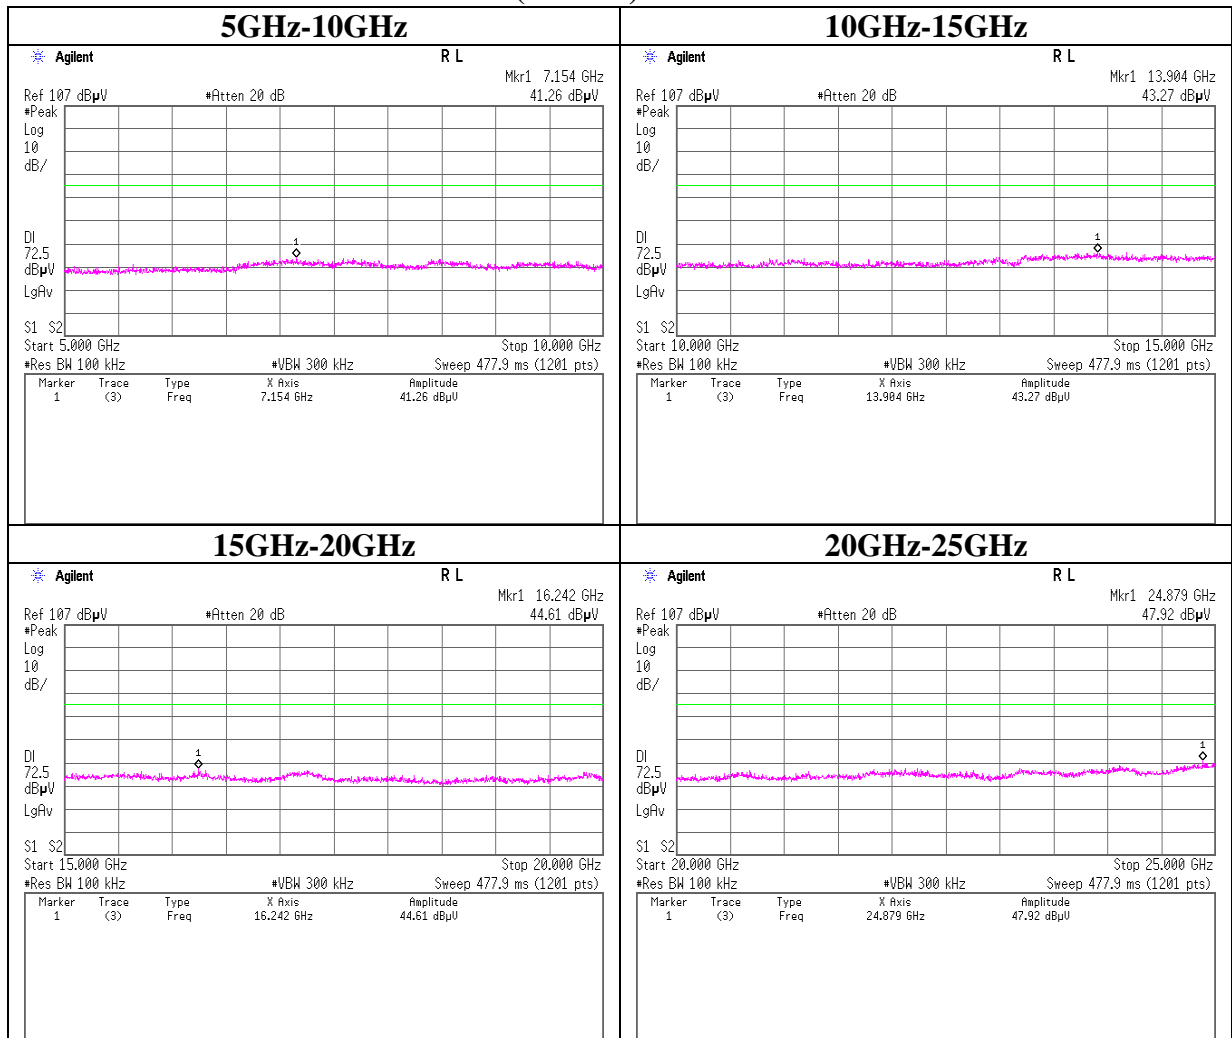 5GHz-10GHz
10GHz-15GHz
Agilent R L
Mkr1 7.154 GHz
Ref 107 dBµV #Atten 20 dB 41.26 dBµV
#Peak
Log
10
dB/
1
DI
72.5
dBµV
LgAv
S1 S2
Start 5.000 GHz Stop 10.000 GHz
#Res BW 100 kHz #VBW 300 kHz Sweep 477.9 ms (1201 pts)
Marker Trace Type X Axis Amplitude
1 (3) Freq 7.154 GHz 41.26 dBµV
Agilent R L
Mkr1 13.904 GHz
Ref 107 dBµV #Atten 20 dB 43.27 dBµV
#Peak
Log
10
dB/
1
DI
72.5
dBµV
LgAv
S1 S2
Start 10.000 GHz Stop 15.000 GHz
#Res BW 100 kHz #VBW 300 kHz Sweep 477.9 ms (1201 pts)
Marker Trace Type X Axis Amplitude
1 (3) Freq 13.904 GHz 43.27 dBµV
15GHz-20GHz
20GHz-25GHz
Agilent R L
Mkr1 16.242 GHz
Ref 107 dBµV #Atten 20 dB 44.61 dBµV
#Peak
Log
10
dB/
1
DI
72.5
dBµV
LgAv
S1 S2
Start 15.000 GHz Stop 20.000 GHz
#Res BW 100 kHz #VBW 300 kHz Sweep 477.9 ms (1201 pts)
Marker Trace Type X Axis Amplitude
1 (3) Freq 16.242 GHz 44.61 dBµV
Agilent R L
Mkr1 24.879 GHz
Ref 107 dBµV #Atten 20 dB 47.92 dBµV
#Peak
Log
10
dB/
1
DI
72.5
dBµV
LgAv
S1 S2
Start 20.000 GHz Stop 25.000 GHz
#Res BW 100 kHz #VBW 300 kHz Sweep 477.9 ms (1201 pts)
Marker Trace Type X Axis Amplitude
1 (3) Freq 24.879 GHz 47.92 dBµV